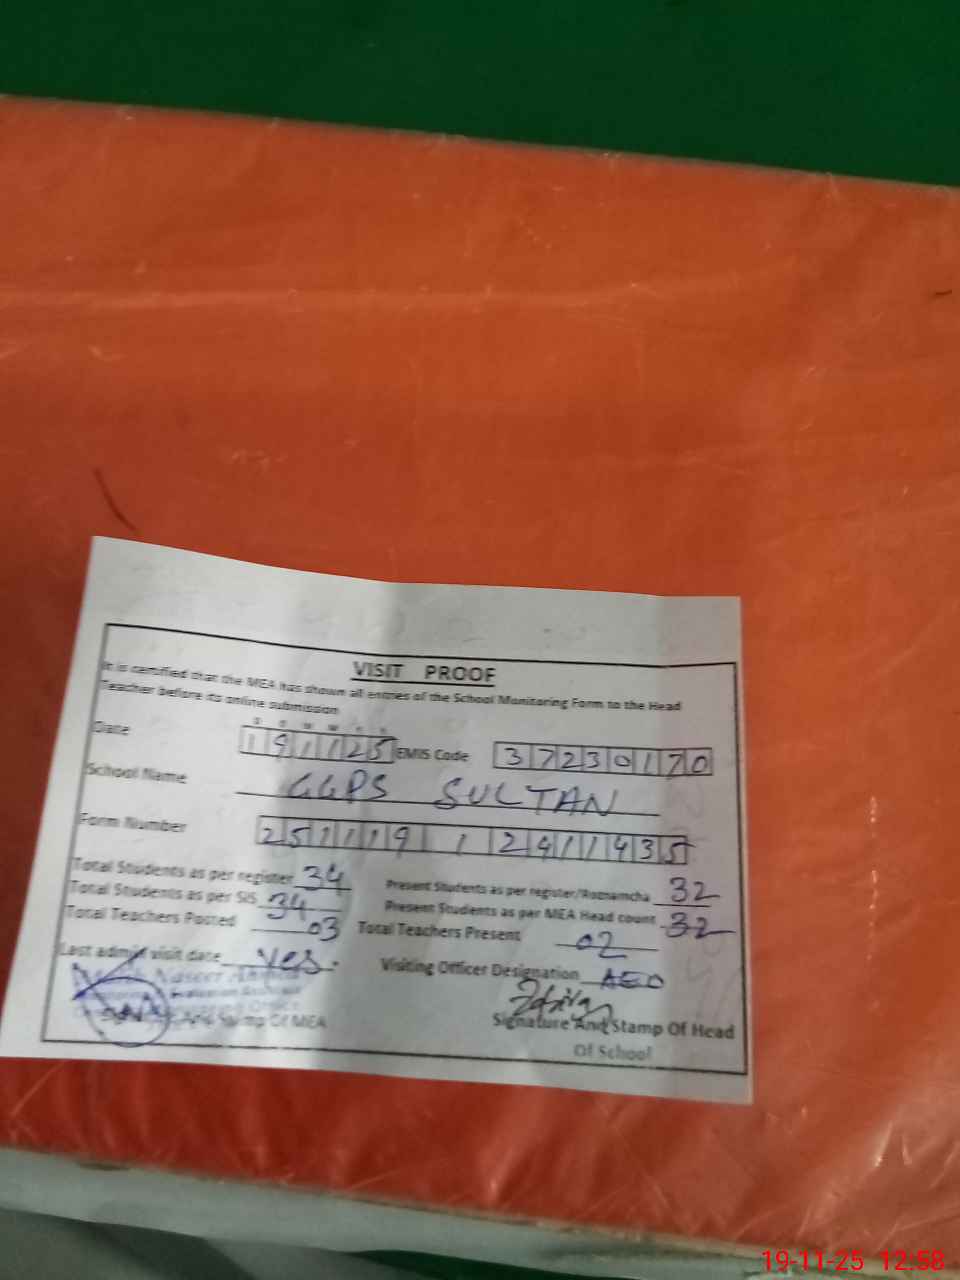 VISIT PROOF
It is certified that the MEA has shown all entries of the School Monitoring Form to the Head
Teacher before its online submission
Date 191125 EMIS Code 37230170
School Name GGPS SULTAN
Form Number 251119 1 2411435
Total Students as per register 34 Present Students as per register/Roznamcha 32
Total Students as per SIS 34 Present Students as per MEA Head count 32
Total Teachers Posted 03 Total Teachers Present 02
Last admin visit date Yes. Visiting Officer Designation AEO
Naseer
And Stamp Of MEA Signature And Stamp Of Head
Of School
19-11-25 12:58